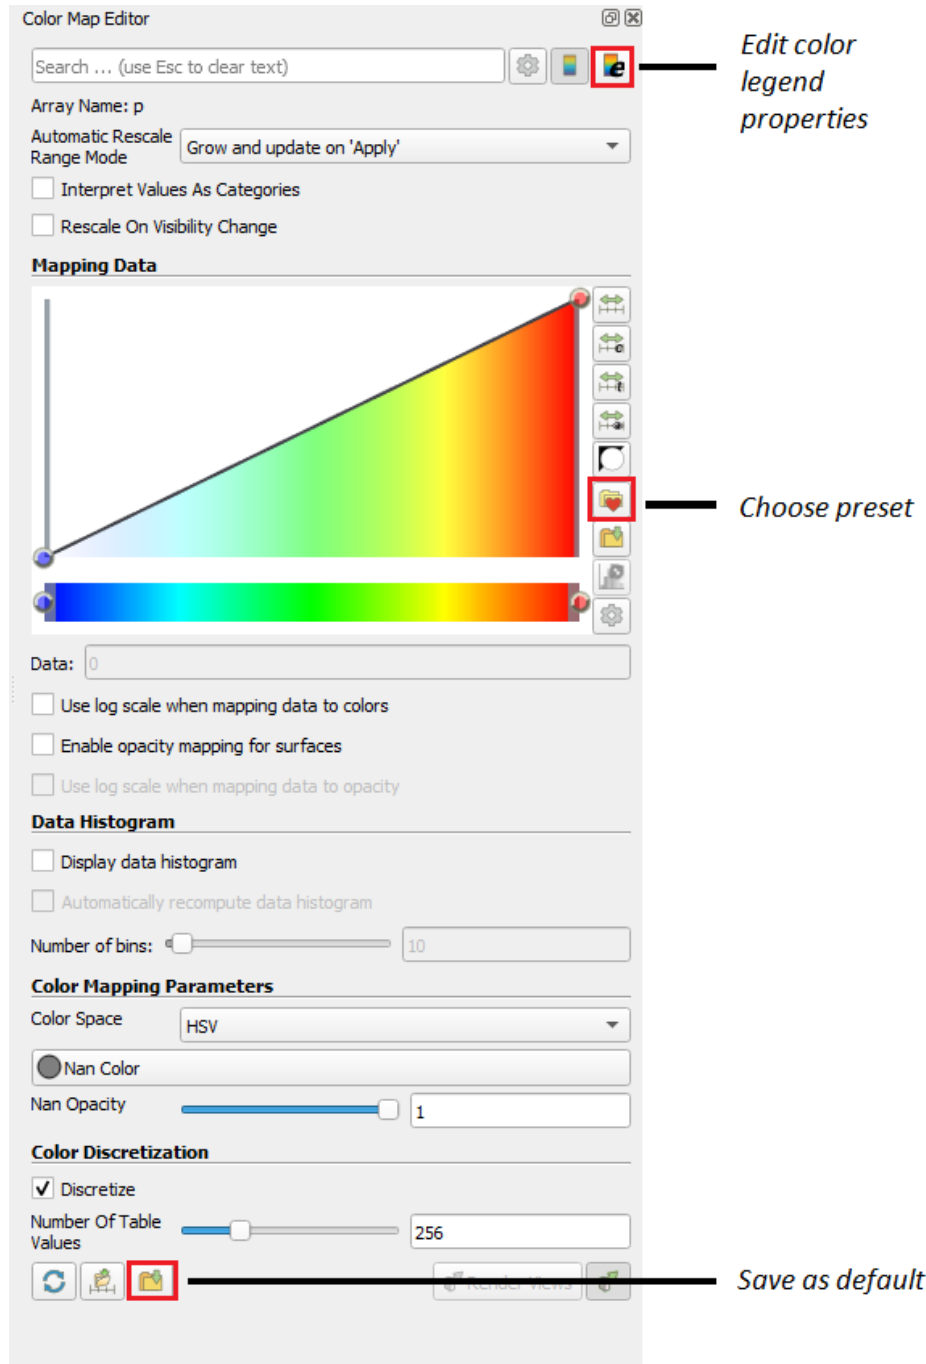 Color Map Editor
Edit color
legend
properties
Search ... (use Esc to clear text)
e
Array Name: p
Automatic Rescale
Range Mode
Grow and update on 'Apply'
Interpret Values As Categories
Rescale On Visibility Change
Mapping Data
Choose preset
Data:
0
Use log scale when mapping data to colors
Enable opacity mapping for surfaces
Use log scale when mapping data to opacity
Data Histogram
Display data histogram
Automatically recompute data histogram
Number of bins:
10
Color Mapping Parameters
Color Space
HSV
Nan Color
Nan Opacity
1
Color Discretization
Discretize
Number Of Table
Values
256
Render Views
Save as default